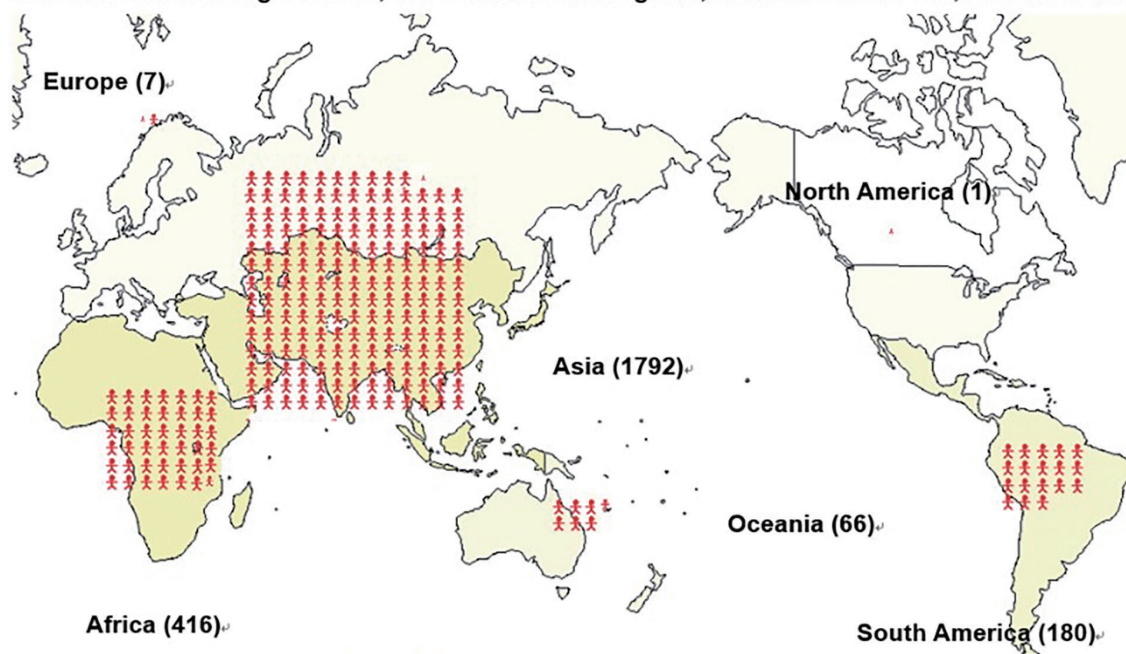 Europe (7)
North America (1)
Asia (1792)
Oceania (66)
Africa (416)
South America (180)